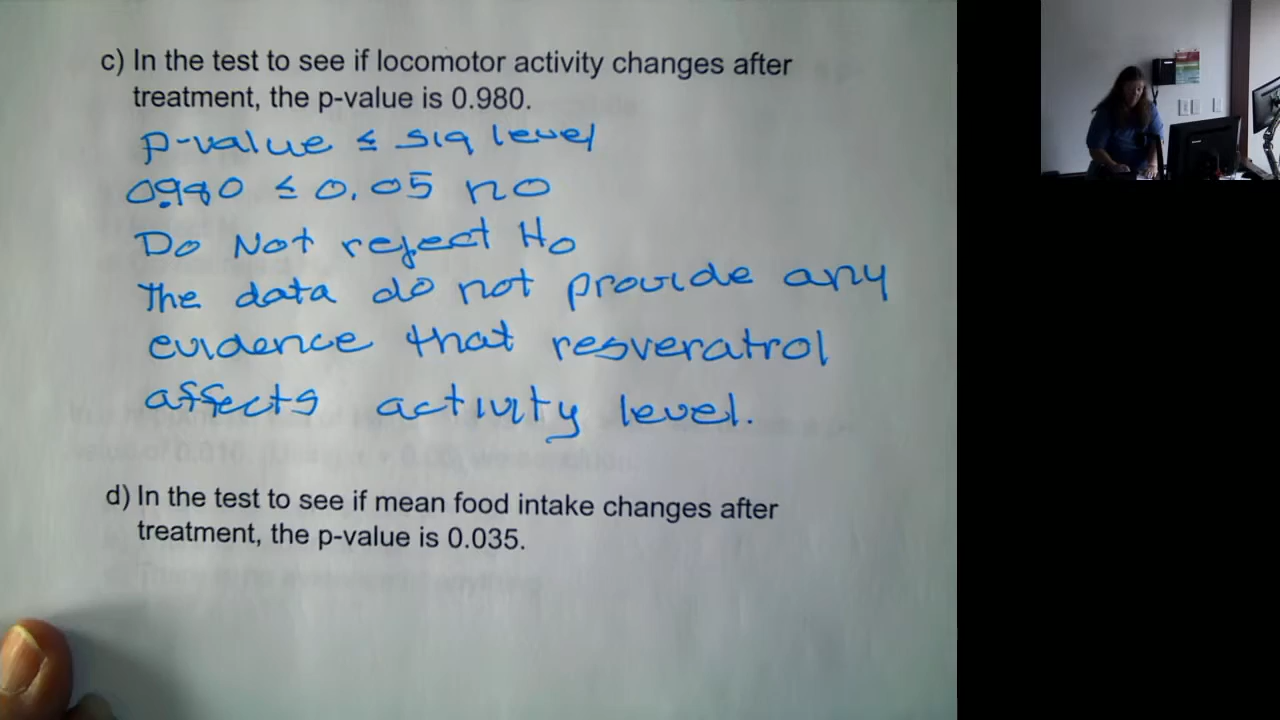 c) In the test to see if locomotor activity changes after
treatment, the p-value is 0.980.
p-value ≤ sig level
0.980 ≤ 0.05 no
Do Not reject H₀
The data do not provide any
evidence that resveratrol
affects activity level.
d) In the test to see if mean food intake changes after
treatment, the p-value is 0.035.